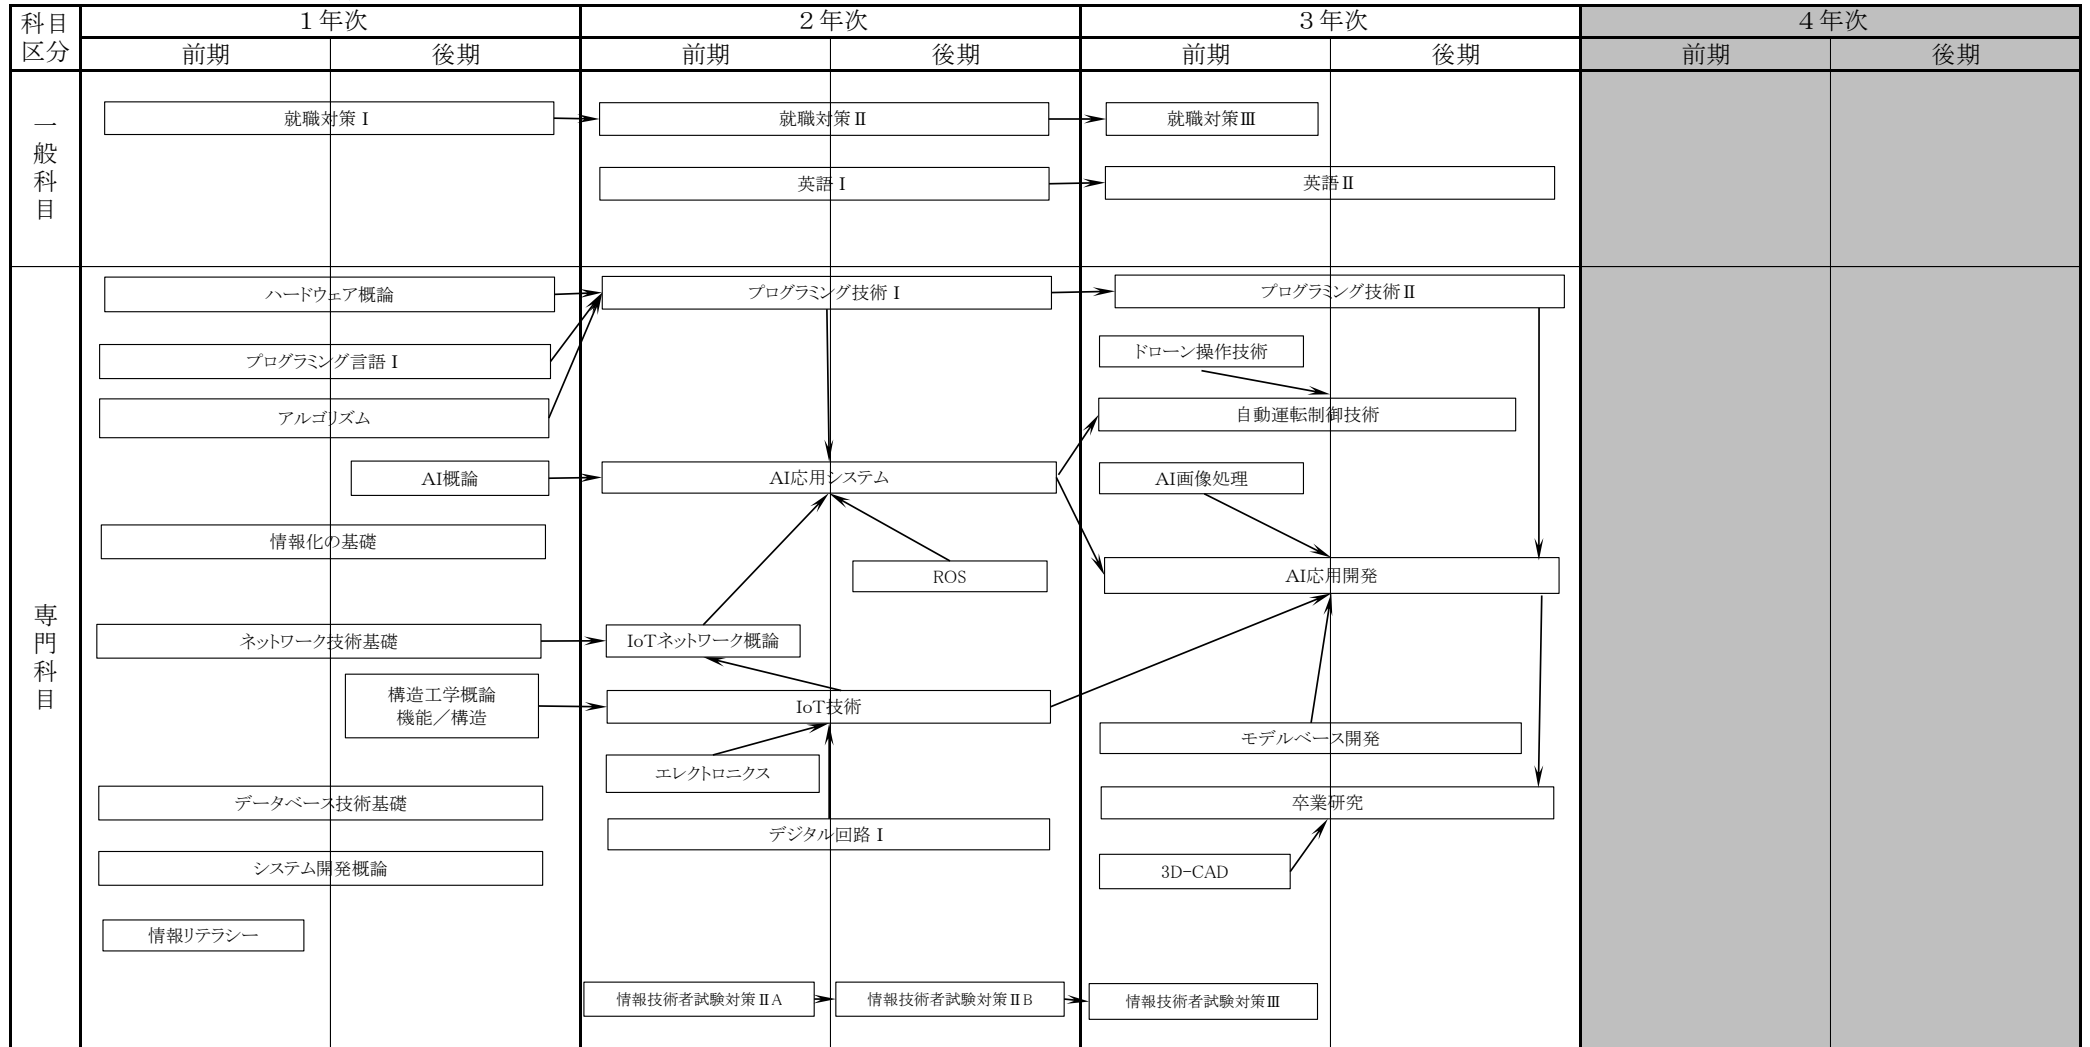 科目
区分
1年次
2年次
3年次
4年次
前期
後期
前期
後期
前期
後期
前期
後期
一般科目
就職対策Ⅰ
就職対策Ⅱ
就職対策Ⅲ
英語Ⅰ
英語Ⅱ
専門科目
ハードウェア概論
プログラミング技術Ⅰ
プログラミング技術Ⅱ
プログラミング言語Ⅰ
ドローン操作技術
アルゴリズム
自動運転制御技術
AI概論
AI応用システム
AI画像処理
情報化の基礎
ROS
AI応用開発
ネットワーク技術基礎
IoTネットワーク概論
構造工学概論
機能／構造
IoT技術
モデルベース開発
エレクトロニクス
データベース技術基礎
卒業研究
デジタル回路Ⅰ
システム開発概論
3D-CAD
情報リテラシー
情報技術者試験対策ⅡA
情報技術者試験対策ⅡB
情報技術者試験対策Ⅲ